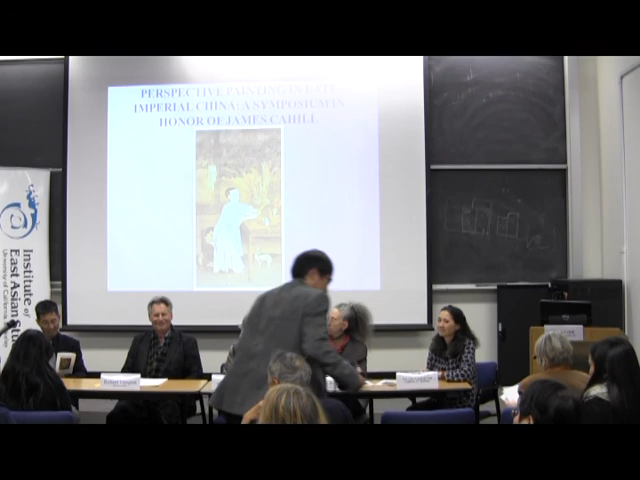 PERSPECTIVE PAINTING IN LATE
IMPERIAL CHINA: A SYMPOSIUM IN
HONOR OF JAMES CAHILL
Institute of
East Asian Stu
University of California,